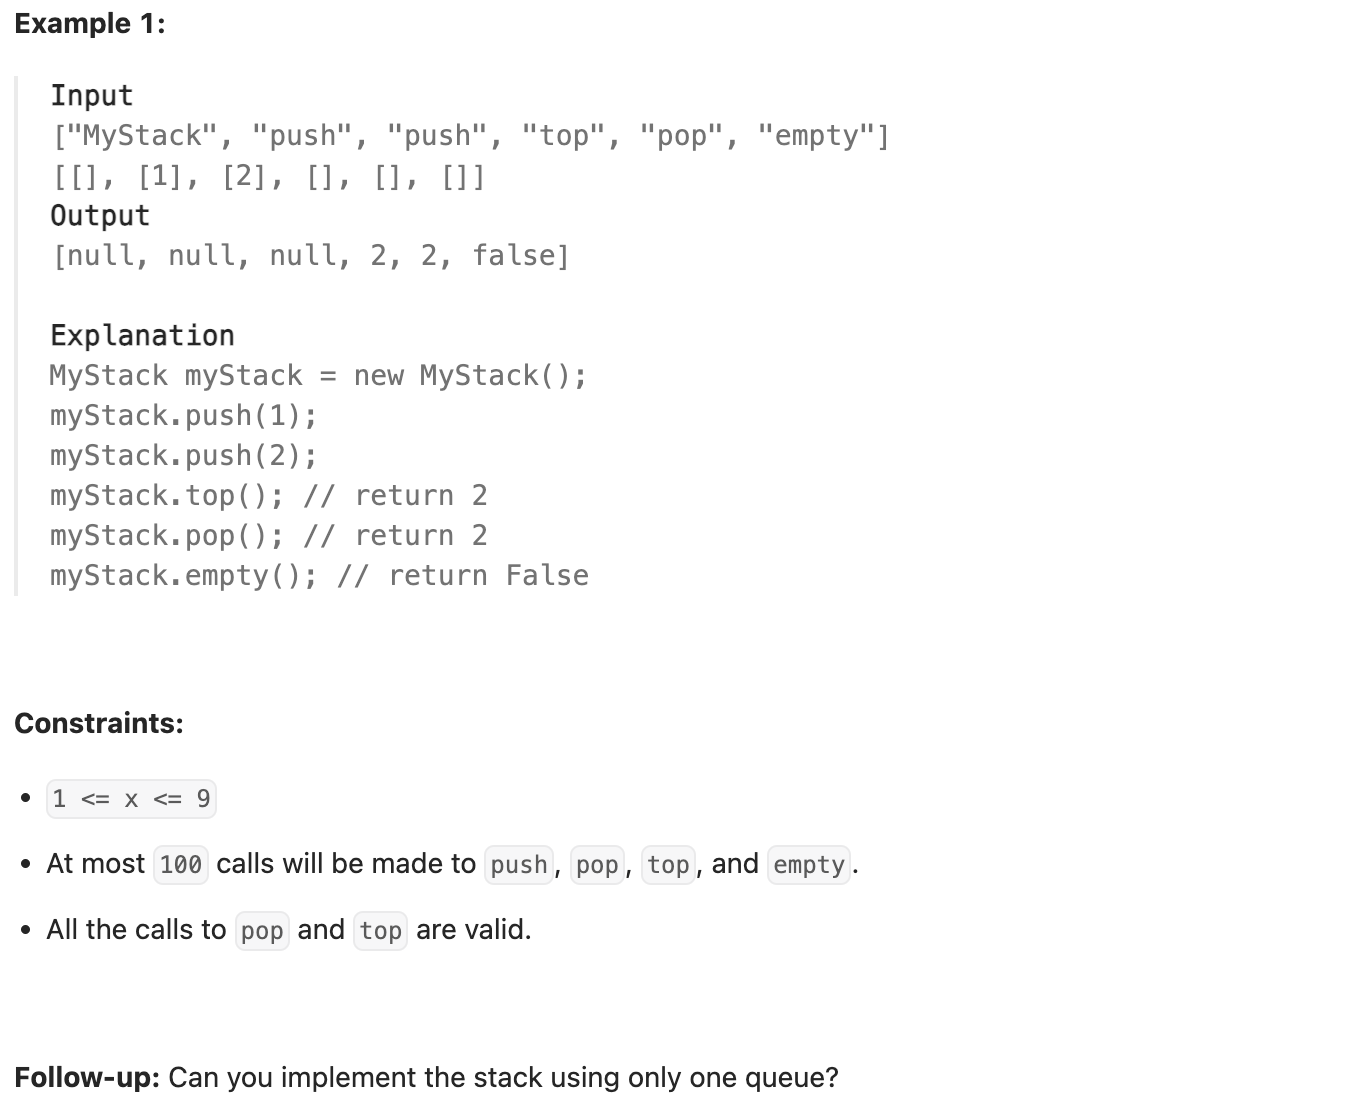 Example 1:
Input
["MyStack", "push", "push", "top", "pop", "empty"]
[[], [1], [2], [], [], []]
Output
[null, null, null, 2, 2, false]
Explanation
MyStack myStack = new MyStack();
myStack.push(1);
myStack.push(2);
myStack.top(); // return 2
myStack.pop(); // return 2
myStack.empty(); // return False
Constraints:
• 1 <= x <= 9
• At most 100 calls will be made to push, pop, top, and empty.
• All the calls to pop and top are valid.
Follow-up: Can you implement the stack using only one queue?